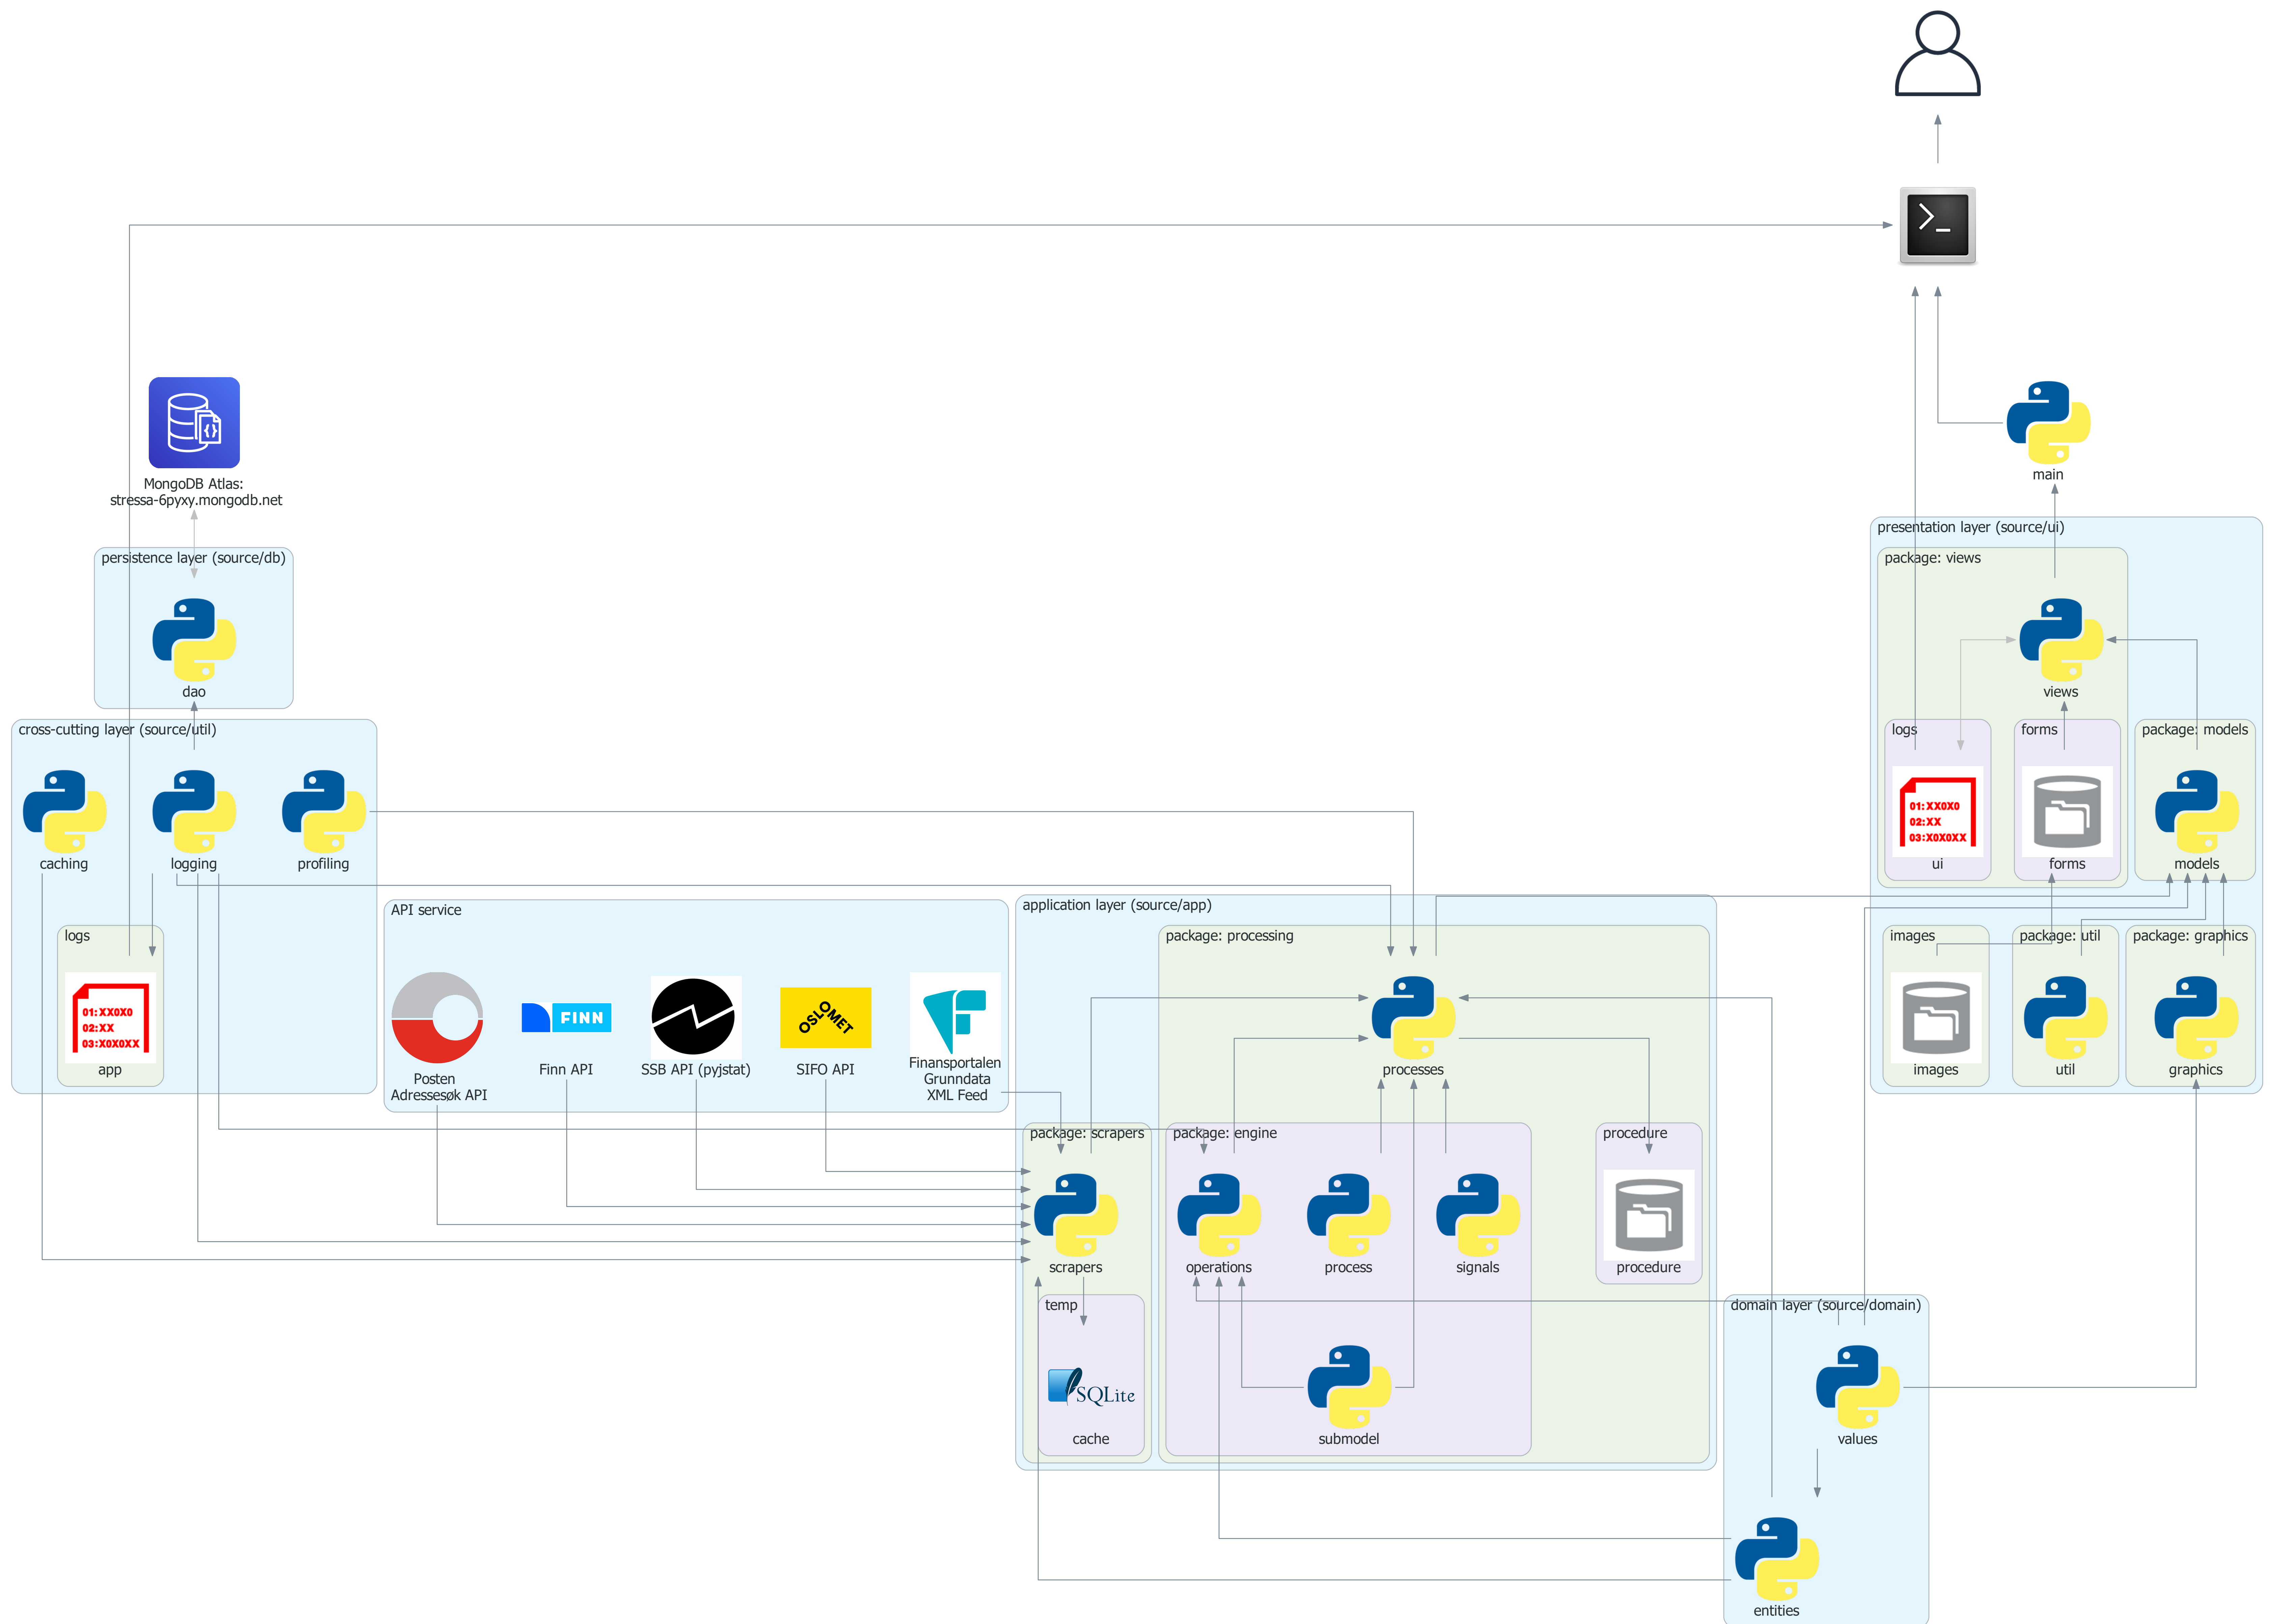 >_
MongoDB Atlas:
stressa-6pyxy.mongodb.net
main
presentation layer (source/ui)
persistence layer (source/db)
package: views
dao
views
cross-cutting layer (source/util)
logs
forms
package: models
01:XX0X0
02:XX
03:X0X0XX
caching
logging
profiling
ui
forms
models
API service
application layer (source/app)
logs
package: processing
images
package: util
package: graphics
01:XX0X0
02:XX
03:X0X0XX
FINN
OSLOMET
app
Posten
Adressesøk API
Finn API
SSB API (pyjstat)
SIFO API
Finansportalen
Grunndata
XML Feed
processes
images
util
graphics
package: scrapers
package: engine
procedure
scrapers
operations
process
signals
procedure
temp
domain layer (source/domain)
SQLite
cache
submodel
values
entities